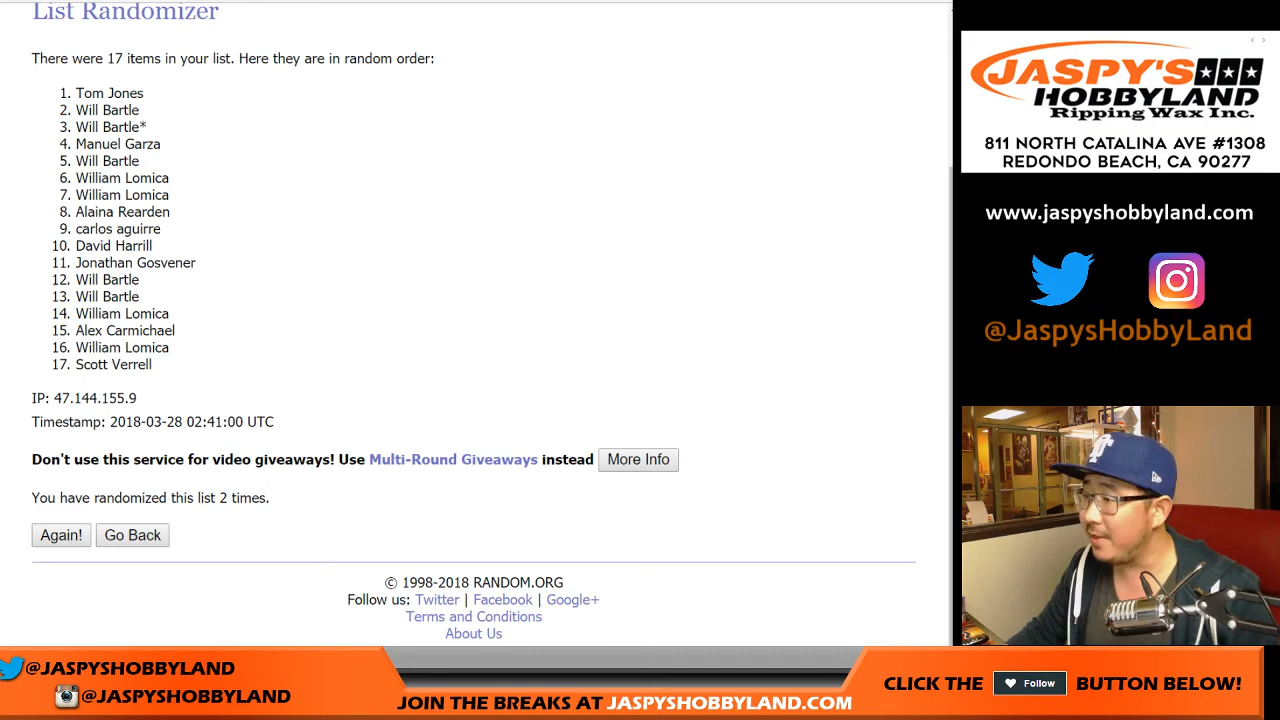 List Randomizer
There were 17 items in your list. Here they are in random order:
1. Tom Jones
2. Will Bartle
3. Will Bartle*
4. Manuel Garza
5. Will Bartle
6. William Lomica
7. William Lomica
8. Alaina Rearden
9. carlos aguirre
10. David Harrill
11. Jonathan Gosvener
12. Will Bartle
13. Will Bartle
14. William Lomica
15. Alex Carmichael
16. William Lomica
17. Scott Verrell
IP: 47.144.155.9
Timestamp: 2018-03-28 02:41:00 UTC
Don't use this service for video giveaways! Use Multi-Round Giveaways instead More Info
You have randomized this list 2 times.
Again! Go Back
© 1998-2018 RANDOM.ORG
Follow us: Twitter | Facebook | Google+
Terms and Conditions
About Us
JASPY'S
HOBBYLAND
Ripping Wax Inc.
811 NORTH CATALINA AVE #1308
REDONDO BEACH, CA 90277
www.jaspyshobbyland.com
@JaspysHobbyLand
@JASPYSHOBBYLAND
@JASPYSHOBBYLAND
JOIN THE BREAKS AT JASPYSHOBBYLAND.COM
CLICK THE Follow BUTTON BELOW!